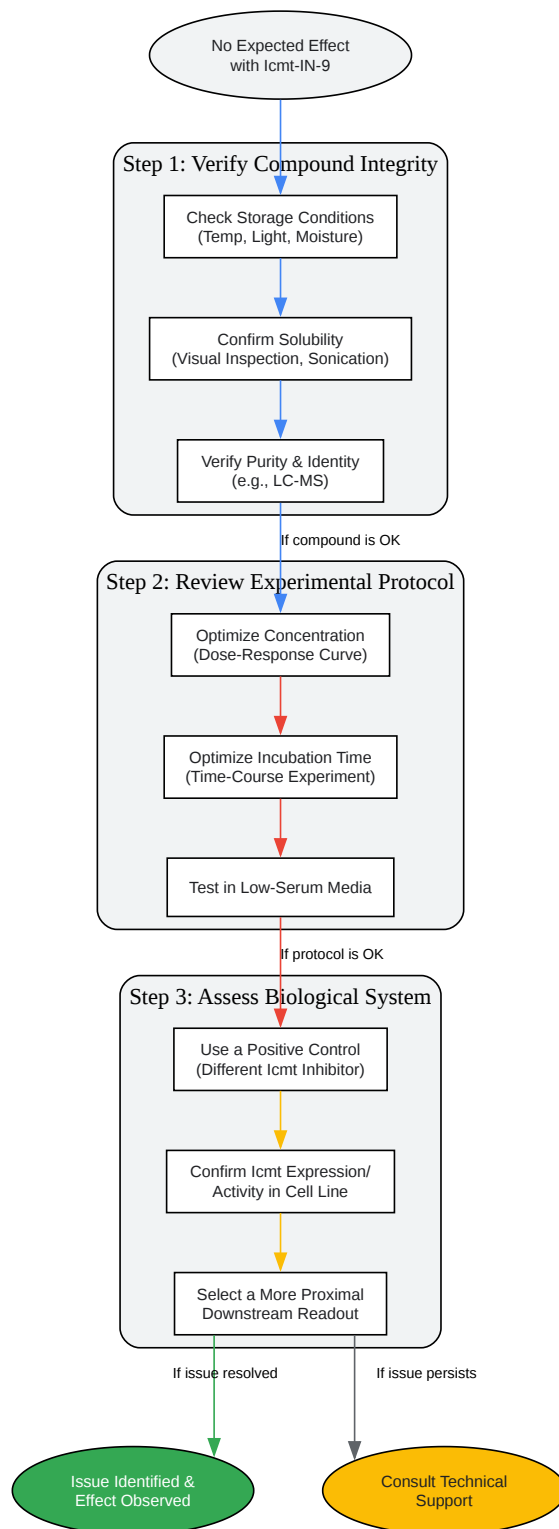 No Expected Effect
with Icmt-IN-9
Step 1: Verify Compound Integrity
Check Storage Conditions
(Temp, Light, Moisture)
Confirm Solubility
(Visual Inspection, Sonication)
Verify Purity & Identity
(e.g., LC-MS)
If compound is OK
Step 2: Review Experimental Protocol
Optimize Concentration
(Dose-Response Curve)
Optimize Incubation Time
(Time-Course Experiment)
Test in Low-Serum Media
If protocol is OK
Step 3: Assess Biological System
Use a Positive Control
(Different Icmt Inhibitor)
Confirm Icmt Expression/
Activity in Cell Line
Select a More Proximal
Downstream Readout
If issue resolved
If issue persists
Issue Identified &
Effect Observed
Consult Technical
Support